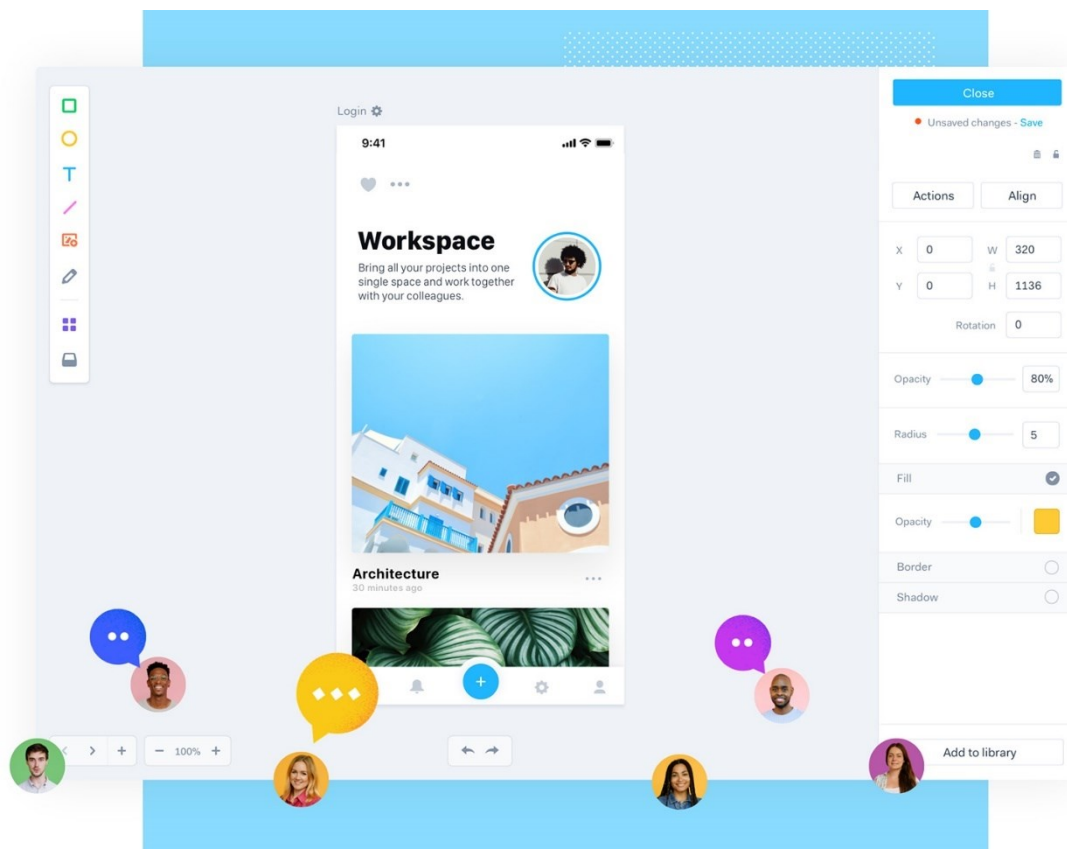 Login
9:41
Workspace
Bring all your projects into one
single space and work together
with your colleagues.
Architecture
30 minutes ago
100%
Close
Unsaved changes - Save
Actions Align
X 0 W 320
Y 0 H 1136
Rotation 0
Opacity 80%
Radius 5
Fill
Opacity
Border
Shadow
Add to library